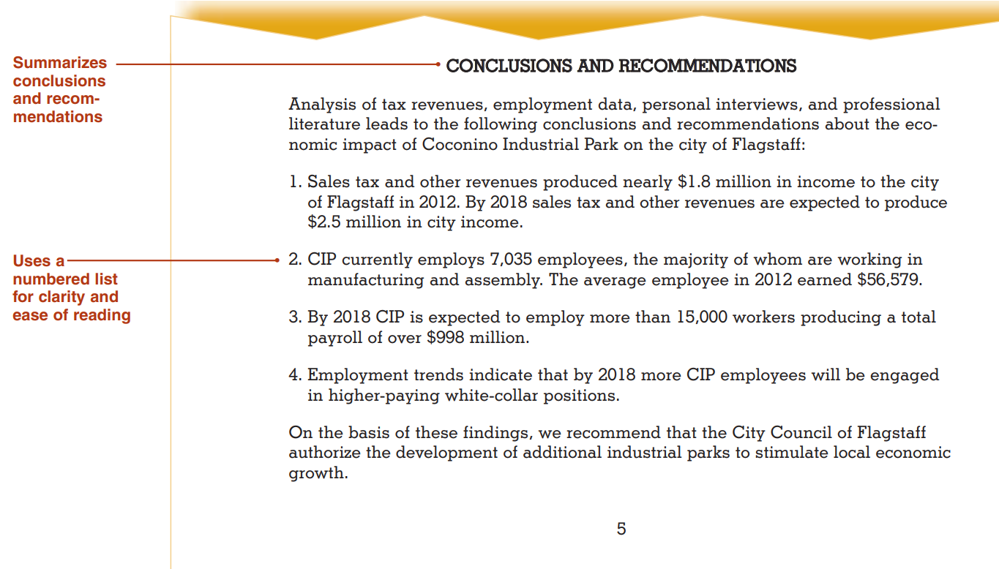 Summarizes
conclusions
and recom-
mendations
CONCLUSIONS AND RECOMMENDATIONS
Analysis of tax revenues, employment data, personal interviews, and professional
literature leads to the following conclusions and recommendations about the eco-
nomic impact of Coconino Industrial Park on the city of Flagstaff:
1. Sales tax and other revenues produced nearly $1.8 million in income to the city
of Flagstaff in 2012. By 2018 sales tax and other revenues are expected to produce
$2.5 million in city income.
Uses a
numbered list
for clarity and
ease of reading
2. CIP currently employs 7,035 employees, the majority of whom are working in
manufacturing and assembly. The average employee in 2012 earned $56,579.
3. By 2018 CIP is expected to employ more than 15,000 workers producing a total
payroll of over $998 million.
4. Employment trends indicate that by 2018 more CIP employees will be engaged
in higher-paying white-collar positions.
On the basis of these findings, we recommend that the City Council of Flagstaff
authorize the development of additional industrial parks to stimulate local economic
growth.
5